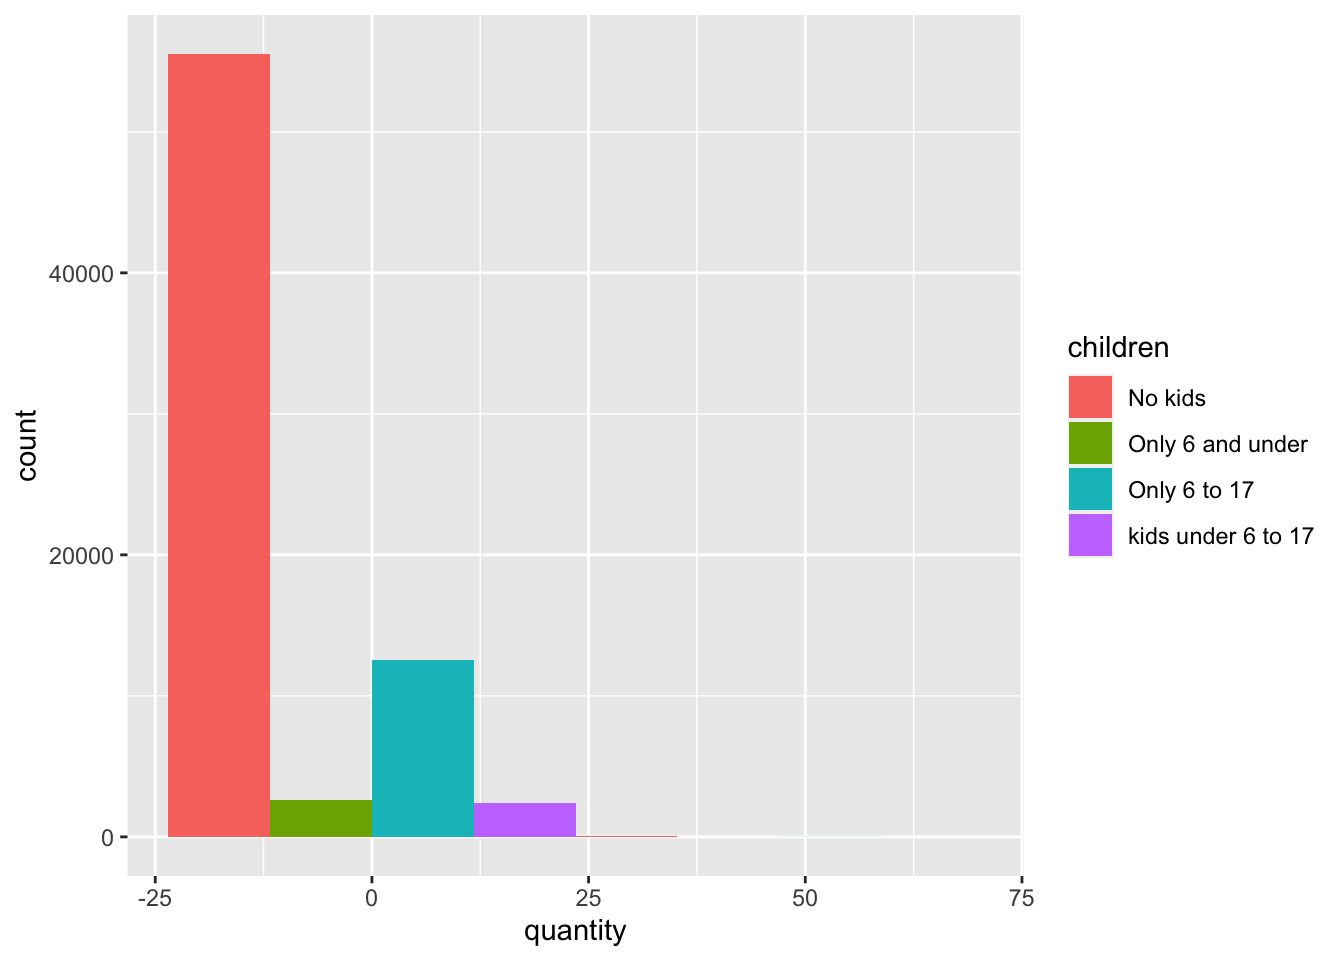 40000
20000
0
-25
0
25
50
75
quantity
count
children
No kids
Only 6 and under
Only 6 to 17
kids under 6 to 17